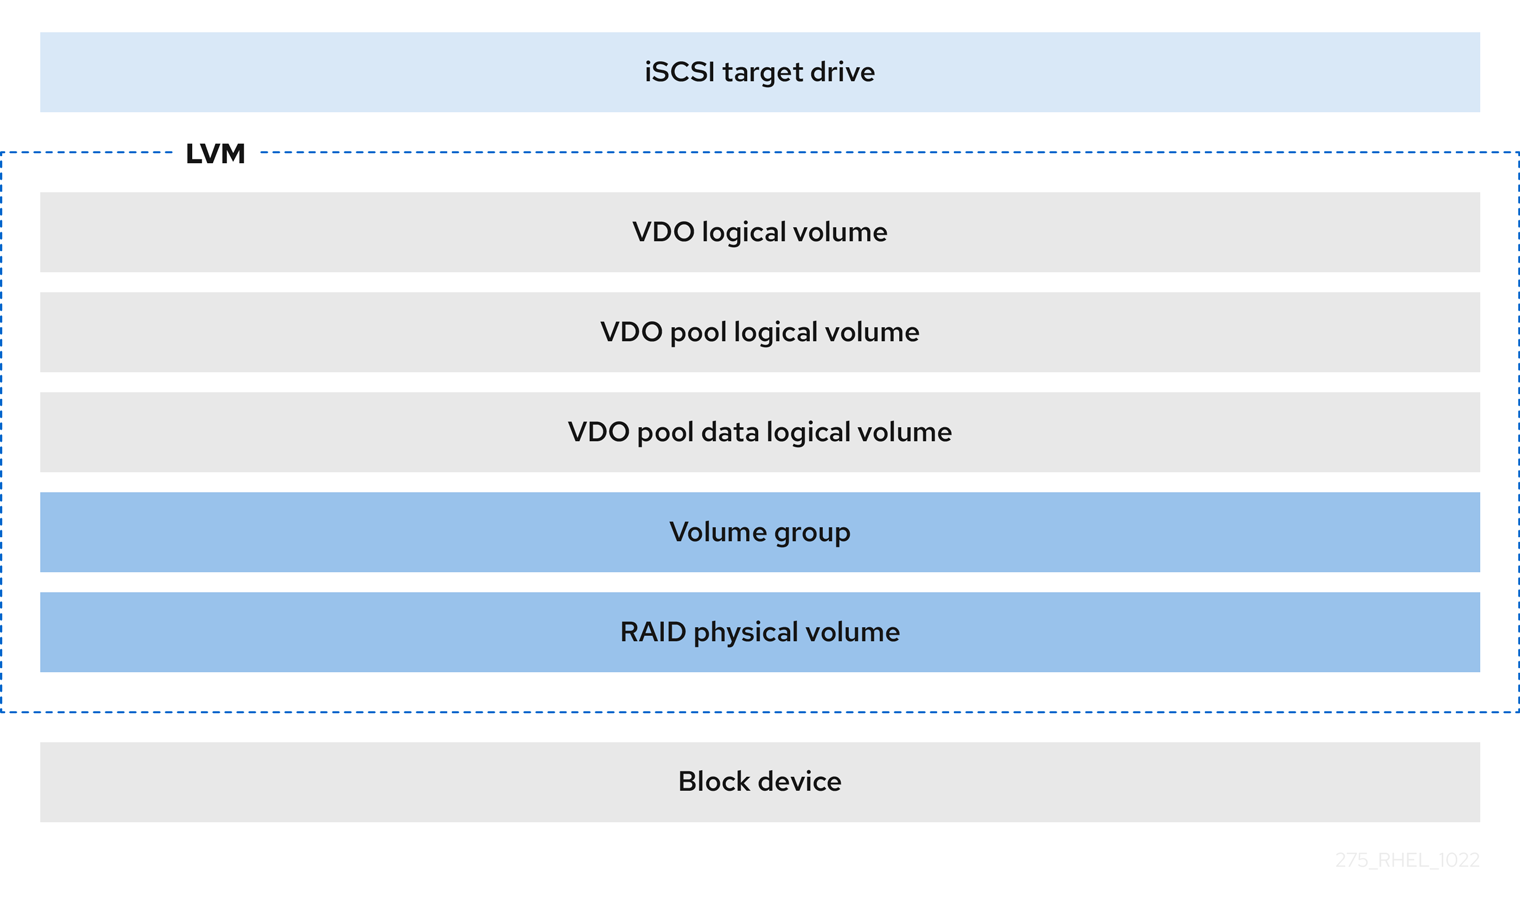 iSCSI target drive
LVM
VDO logical volume
VDO pool logical volume
VDO pool data logical volume
Volume group
RAID physical volume
Block device
275_RHEL_1022